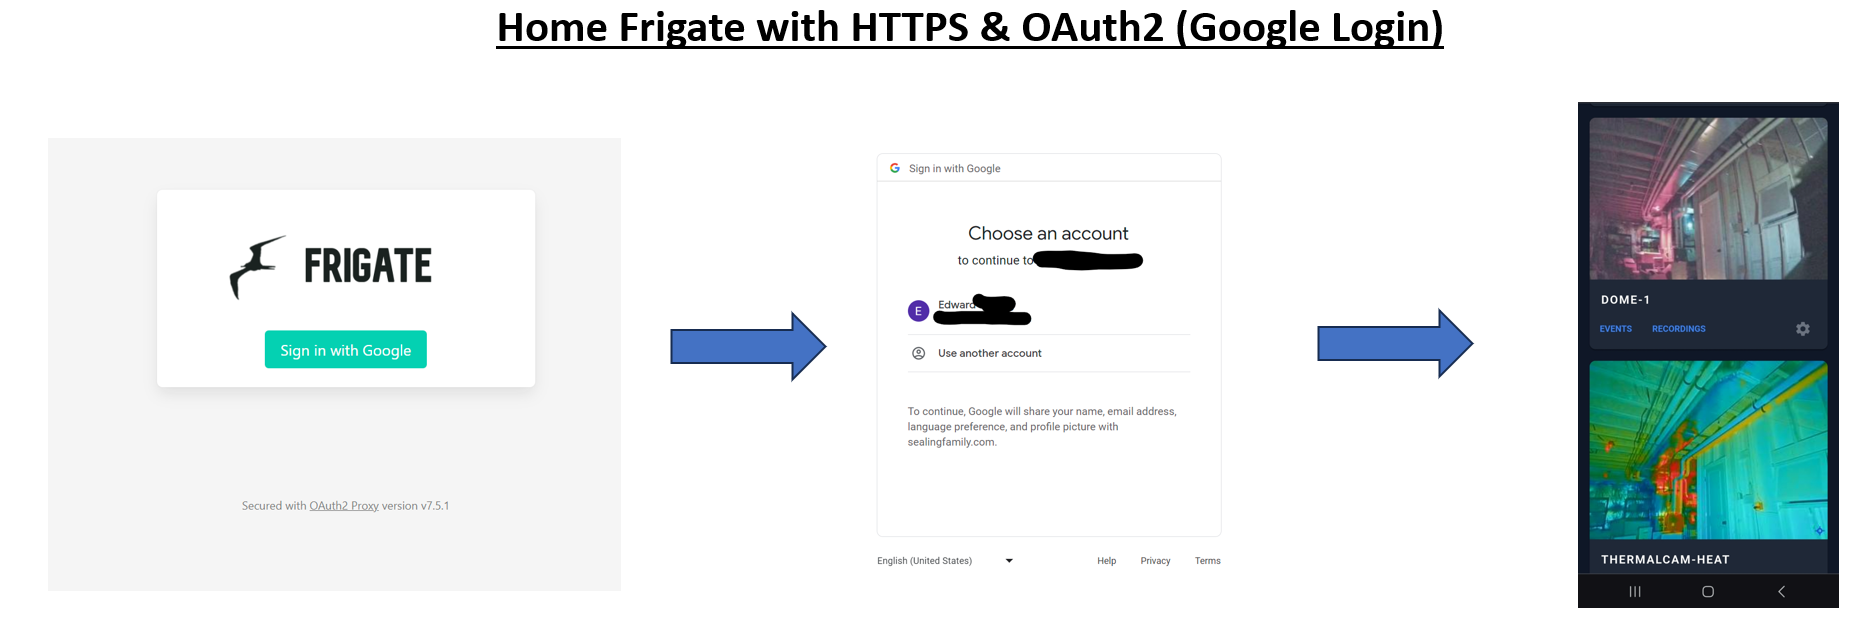 Home Frigate with HTTPS & OAuth2 (Google Login)
FRIGATE
Sign in with Google
Secured with OAuth2 Proxy version v7.5.1
G Sign in with Google
Choose an account
to continue to
E
Edward
Use another account
To continue, Google will share your name, email address,
language preference, and profile picture with
sealingfamily.com.
English (United States)
Help Privacy Terms
DOME-1
EVENTS RECORDINGS
THERMALCAM-HEAT